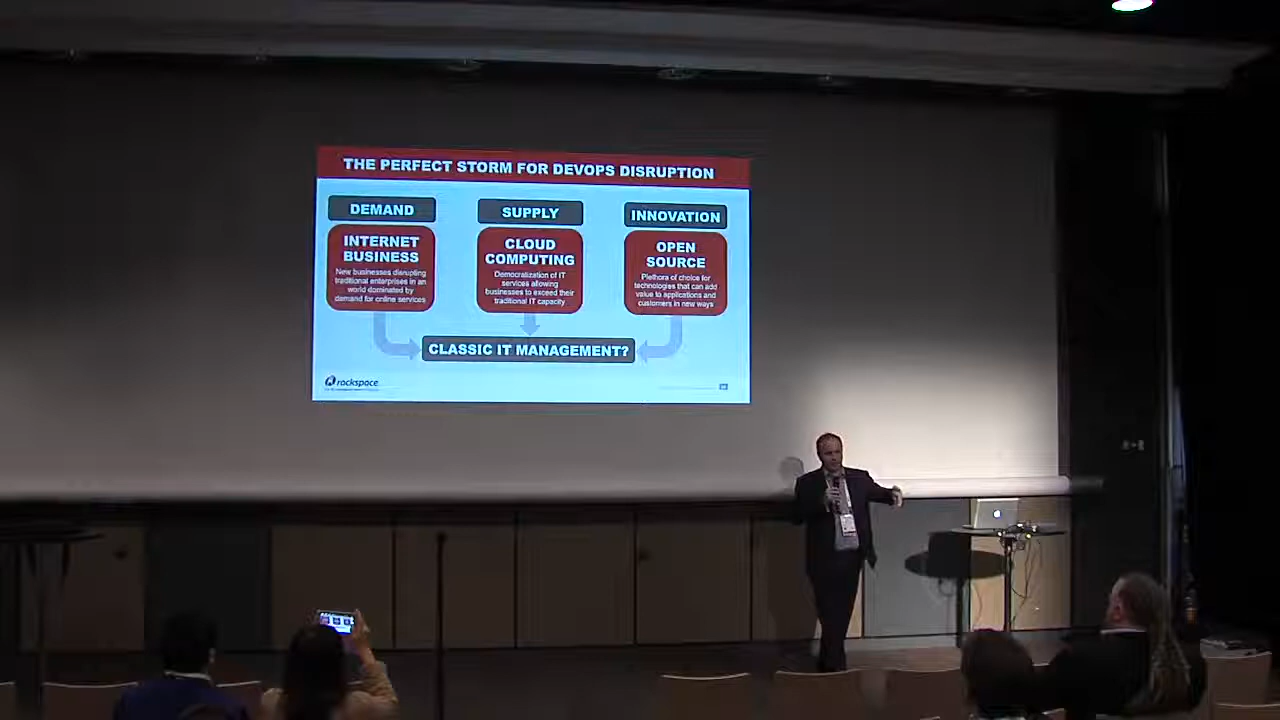 THE PERFECT STORM FOR DEVOPS DISRUPTION
DEMAND
INTERNET
BUSINESS
New businesses disrupting
traditional enterprises in an
world dominated by
demand for online services
SUPPLY
CLOUD
COMPUTING
Democratization of IT
services allowing
businesses to exceed their
traditional IT capacity
INNOVATION
OPEN
SOURCE
Plethora of choice for
technologies that can add
value to applications and
customers in new ways
CLASSIC IT MANAGEMENT?
rackspace